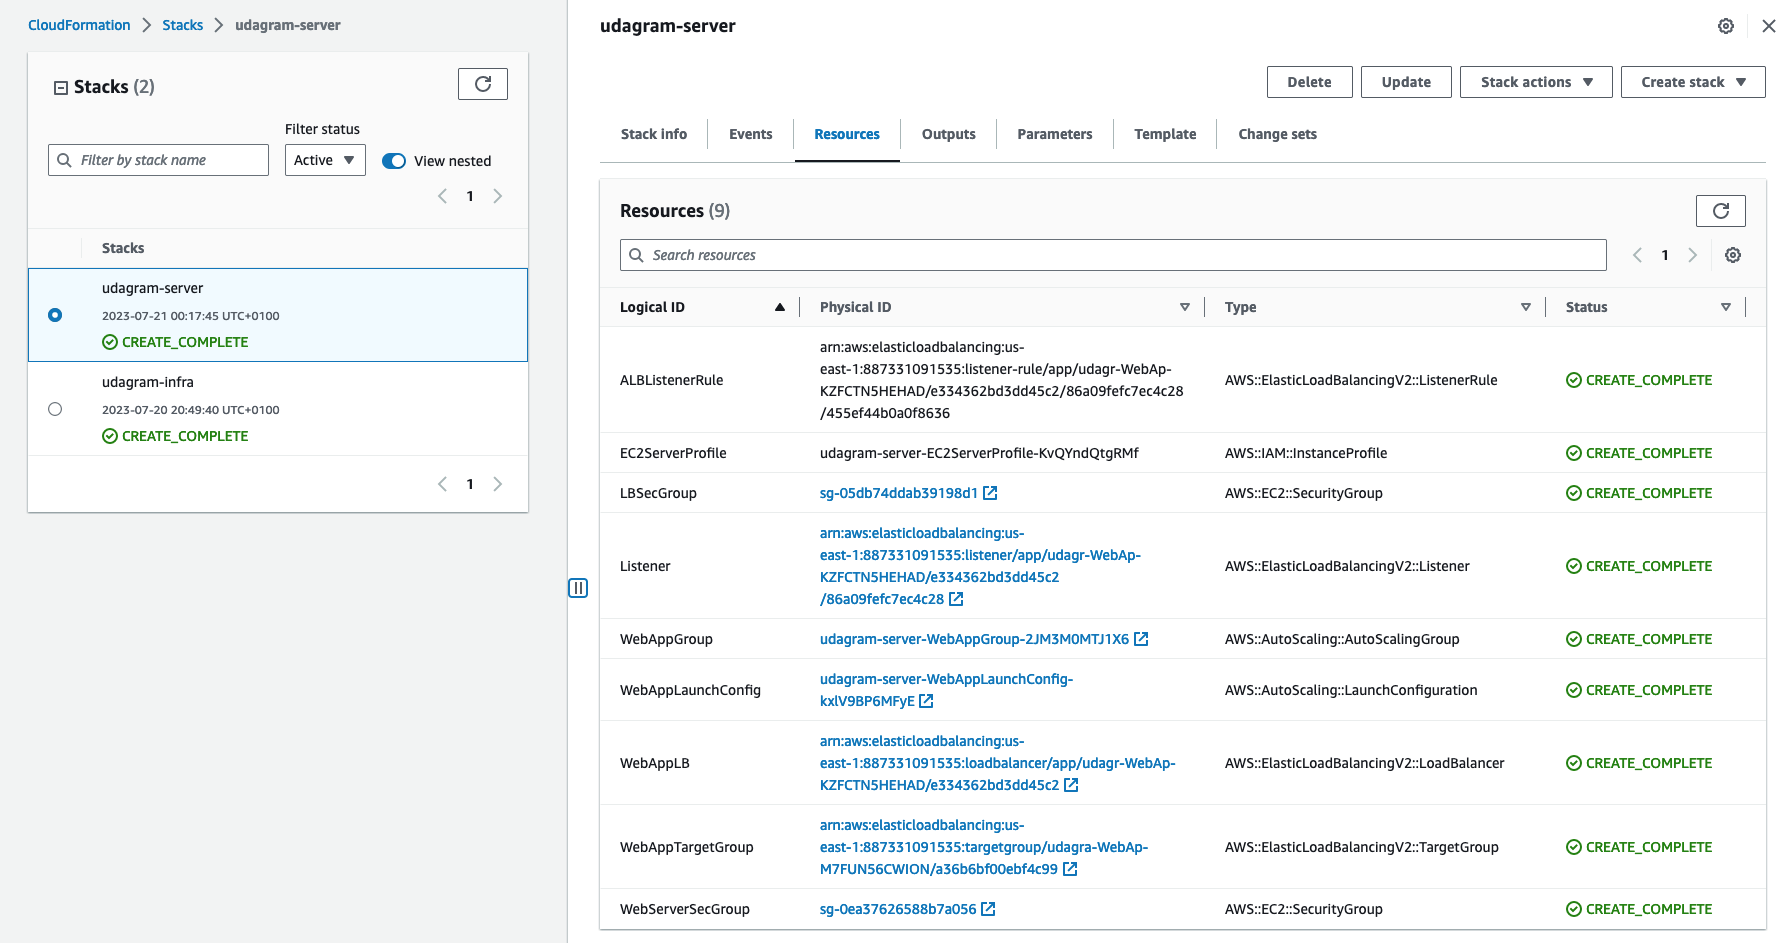 CloudFormation > Stacks > udagram-server
Stacks (2)
Filter status
Filter by stack name
Active
View nested
1
Stacks
udagram-server
2023-07-21 00:17:45 UTC+0100
CREATE_COMPLETE
udagram-infra
2023-07-20 20:49:40 UTC+0100
CREATE_COMPLETE
1
udagram-server
Delete Update Stack actions Create stack
Stack info Events Resources Outputs Parameters Template Change sets
Resources (9)
Search resources
1
Logical ID Physical ID Type Status
ALBListenerRule
arn:aws:elasticloadbalancing:us-
east-1:887331091535:listener-rule/app/udagr-WebAp-
KZFCTN5HEHAD/e334362bd3dd45c2/86a09fefc7ec4c28
/455ef44b0a0f8636
AWS::ElasticLoadBalancingV2::ListenerRule
CREATE_COMPLETE
EC2ServerProfile udagram-server-EC2ServerProfile-KvQYndQtgRMf AWS::IAM::InstanceProfile CREATE_COMPLETE
LBSecGroup sg-05db74ddab39198d1 AWS::EC2::SecurityGroup CREATE_COMPLETE
Listener
arn:aws:elasticloadbalancing:us-
east-1:887331091535:listener/app/udagr-WebAp-
KZFCTN5HEHAD/e334362bd3dd45c2
/86a09fefc7ec4c28
AWS::ElasticLoadBalancingV2::Listener
CREATE_COMPLETE
WebAppGroup udagram-server-WebAppGroup-2JM3M0MTJ1X6 AWS::AutoScaling::AutoScalingGroup CREATE_COMPLETE
WebAppLaunchConfig
udagram-server-WebAppLaunchConfig-
kxlV9BP6MFyE
AWS::AutoScaling::LaunchConfiguration
CREATE_COMPLETE
WebAppLB
arn:aws:elasticloadbalancing:us-
east-1:887331091535:loadbalancer/app/udagr-WebAp-
KZFCTN5HEHAD/e334362bd3dd45c2
AWS::ElasticLoadBalancingV2::LoadBalancer
CREATE_COMPLETE
WebAppTargetGroup
arn:aws:elasticloadbalancing:us-
east-1:887331091535:targetgroup/udagra-WebAp-
M7FUN56CWION/a36b6bf00ebf4c99
AWS::ElasticLoadBalancingV2::TargetGroup
CREATE_COMPLETE
WebServerSecGroup sg-0ea37626588b7a056 AWS::EC2::SecurityGroup CREATE_COMPLETE